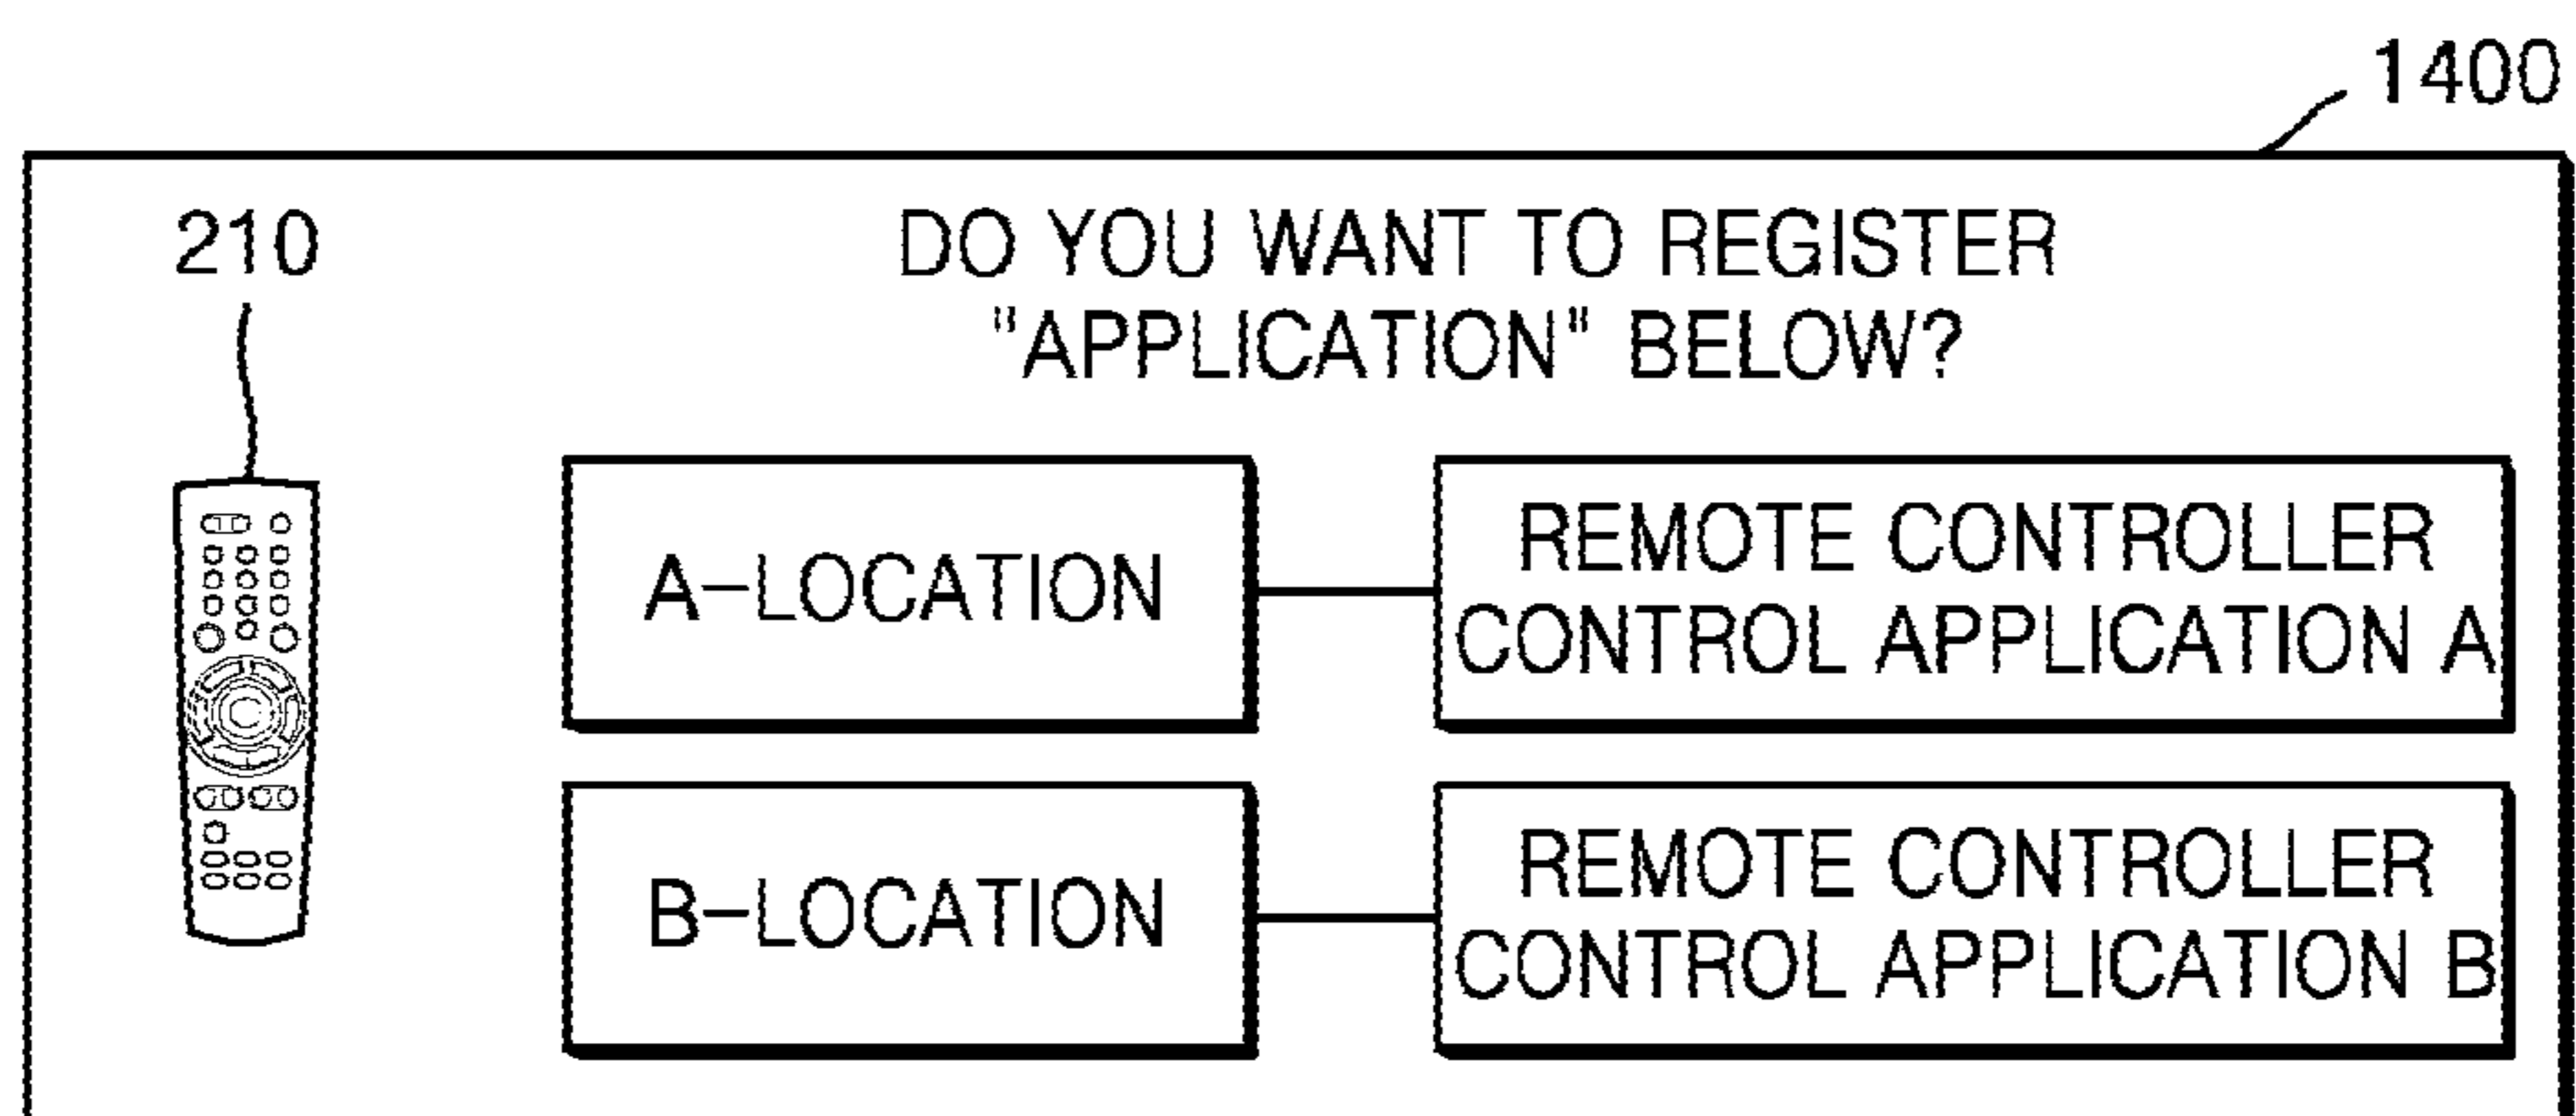 1400
210
DO YOU WANT TO REGISTER
"APPLICATION" BELOW?
A-LOCATION
REMOTE CONTROLLER
CONTROL APPLICATION A
B-LOCATION
REMOTE CONTROLLER
CONTROL APPLICATION B